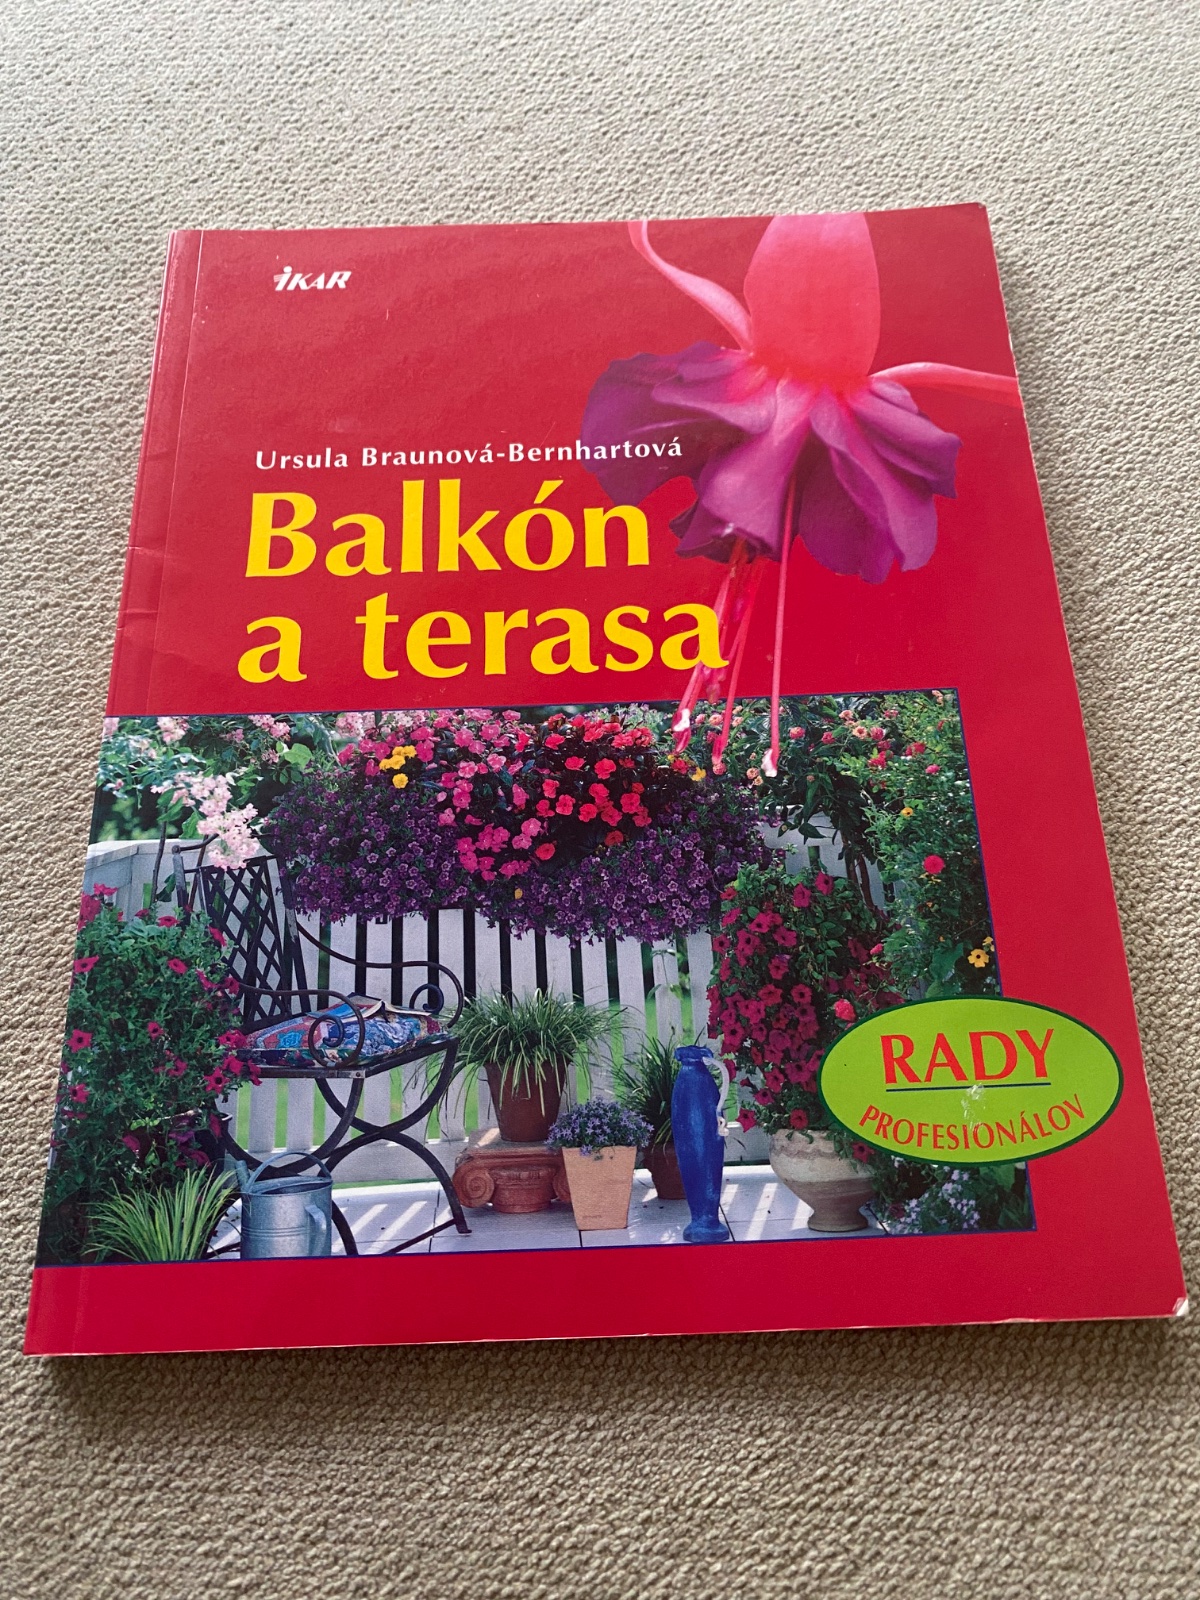 IKAR
Ursula Braunová-Bernhartová
Balkón
a terasa
RADY
PROFESIONÁLOV